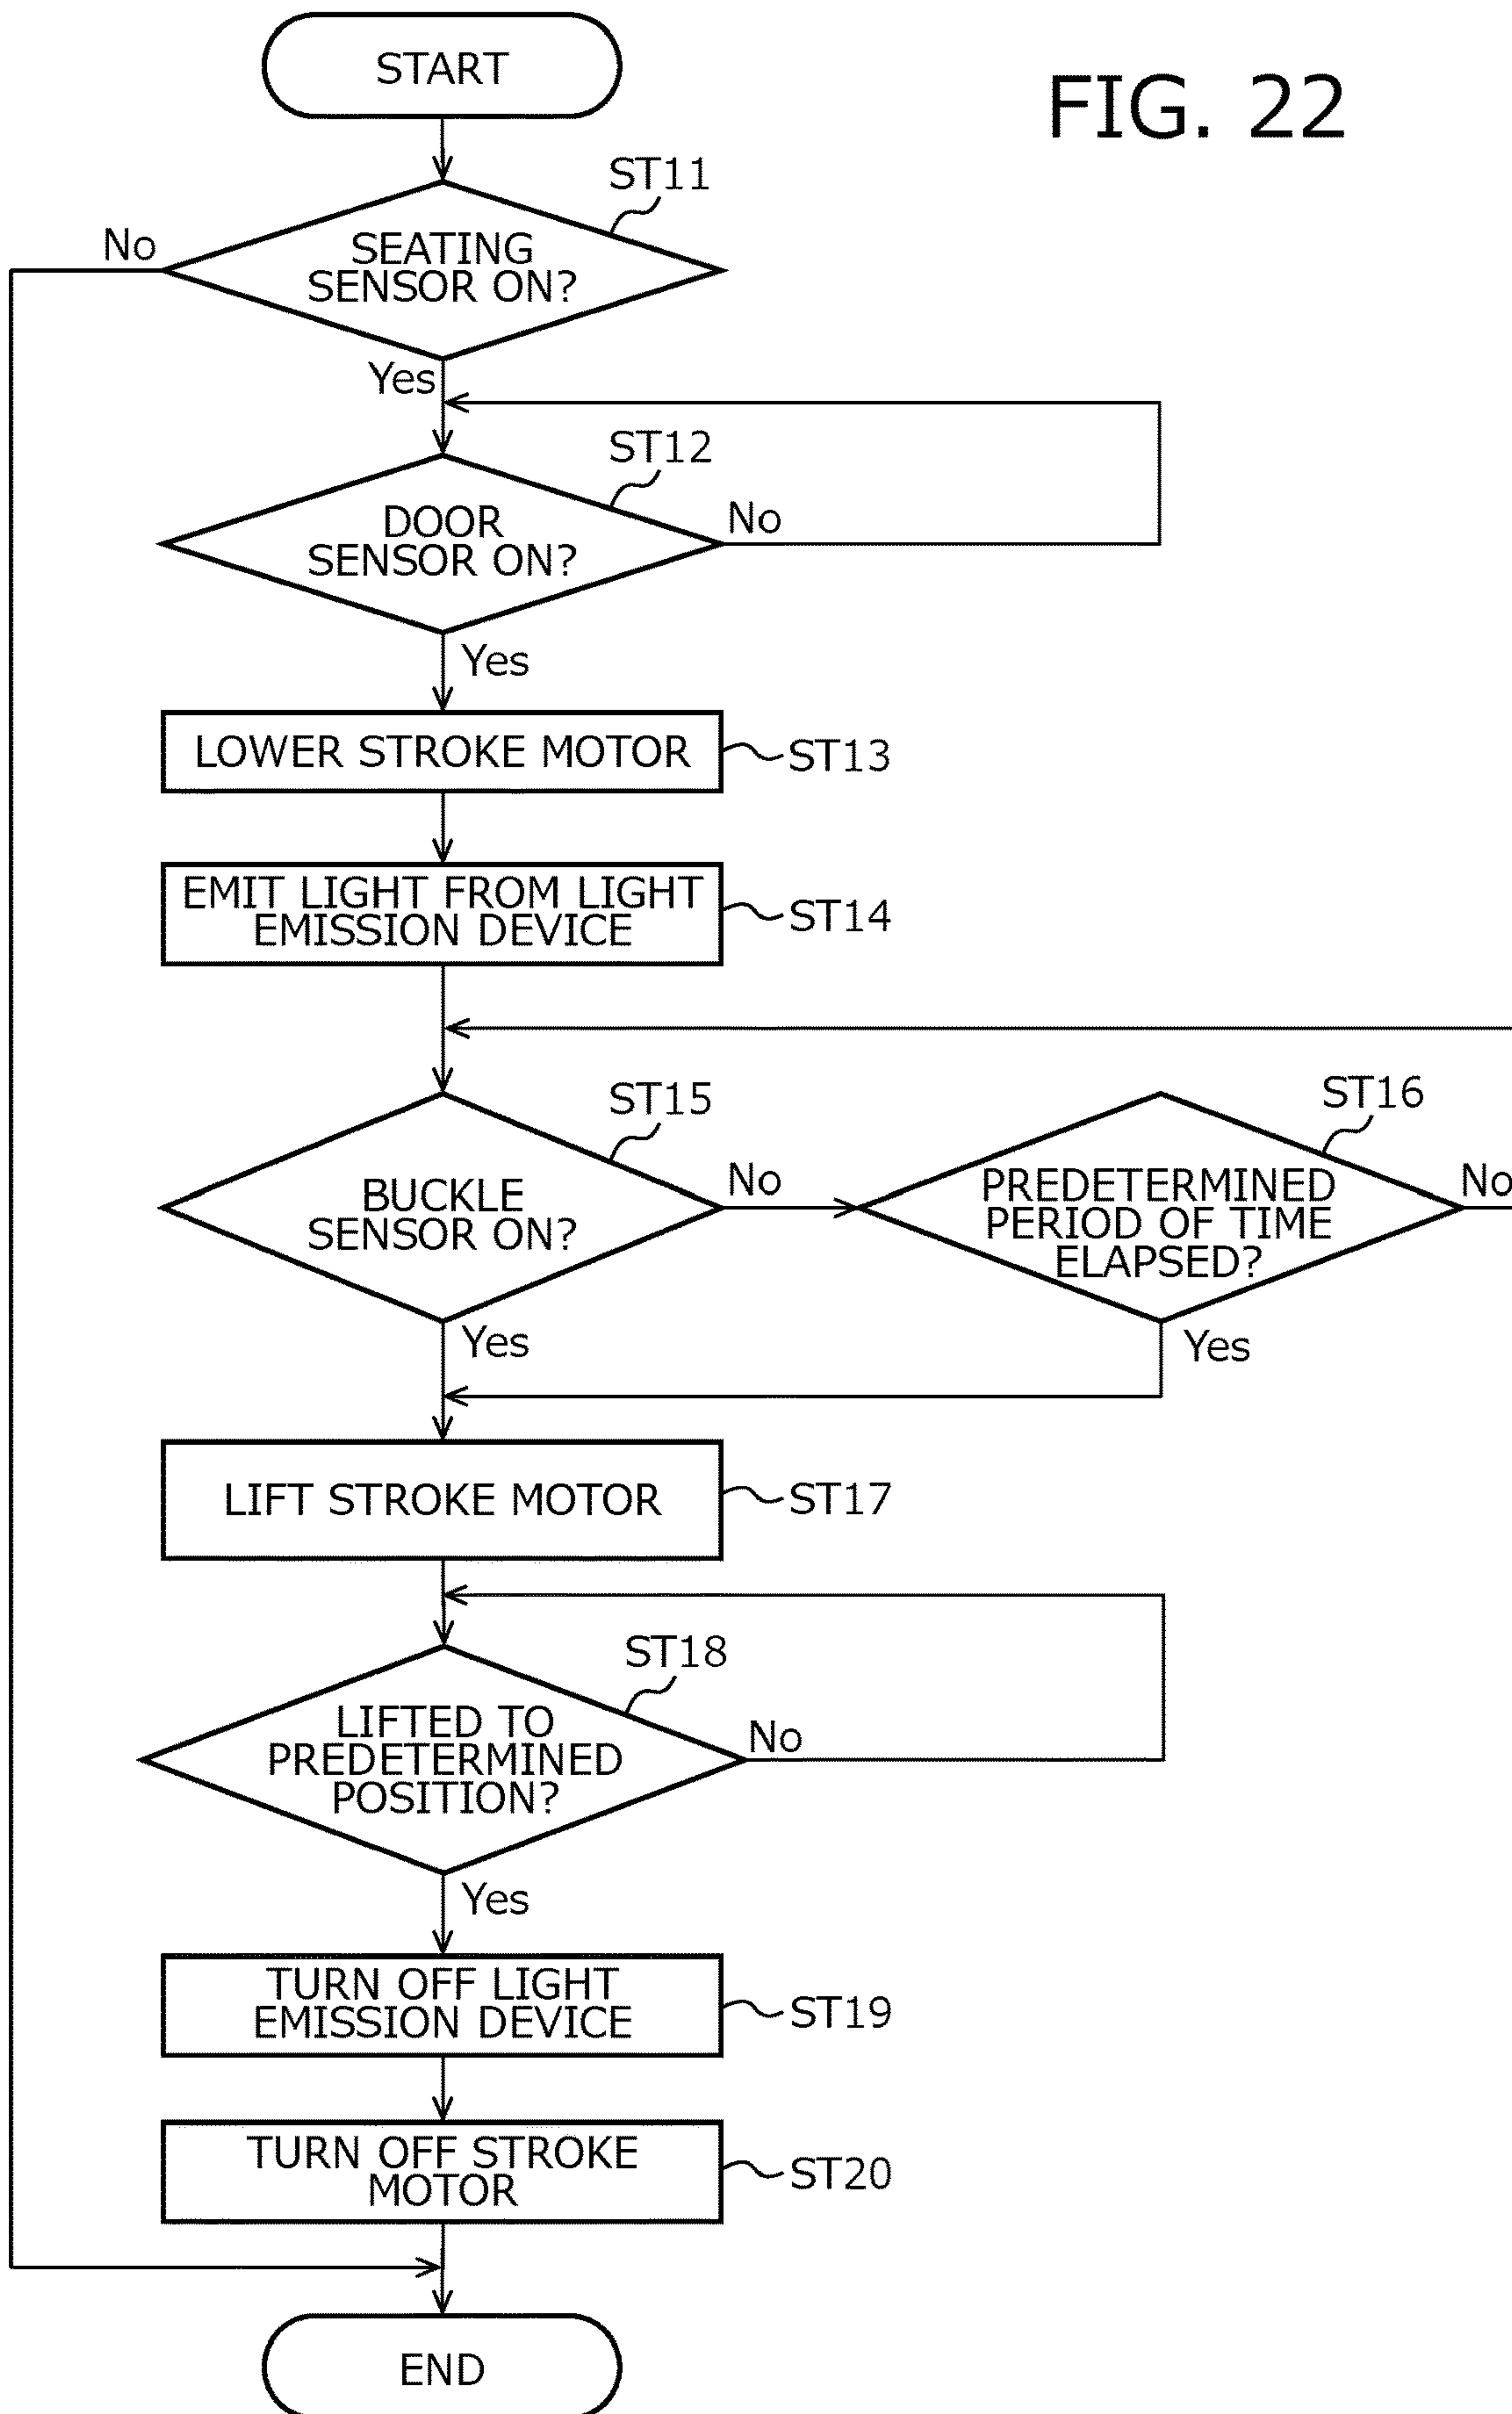 START
FIG. 22
ST11
No
SEATING
SENSOR ON?
Yes
ST12
DOOR
SENSOR ON?
No
Yes
LOWER STROKE MOTOR
ST13
EMIT LIGHT FROM LIGHT
EMISSION DEVICE
ST14
ST15
BUCKLE
SENSOR ON?
No
ST16
PREDETERMINED
PERIOD OF TIME
ELAPSED?
No
Yes
Yes
LIFT STROKE MOTOR
ST17
ST18
LIFTED TO
PREDETERMINED
POSITION?
No
Yes
TURN OFF LIGHT
EMISSION DEVICE
ST19
TURN OFF STROKE
MOTOR
ST20
END